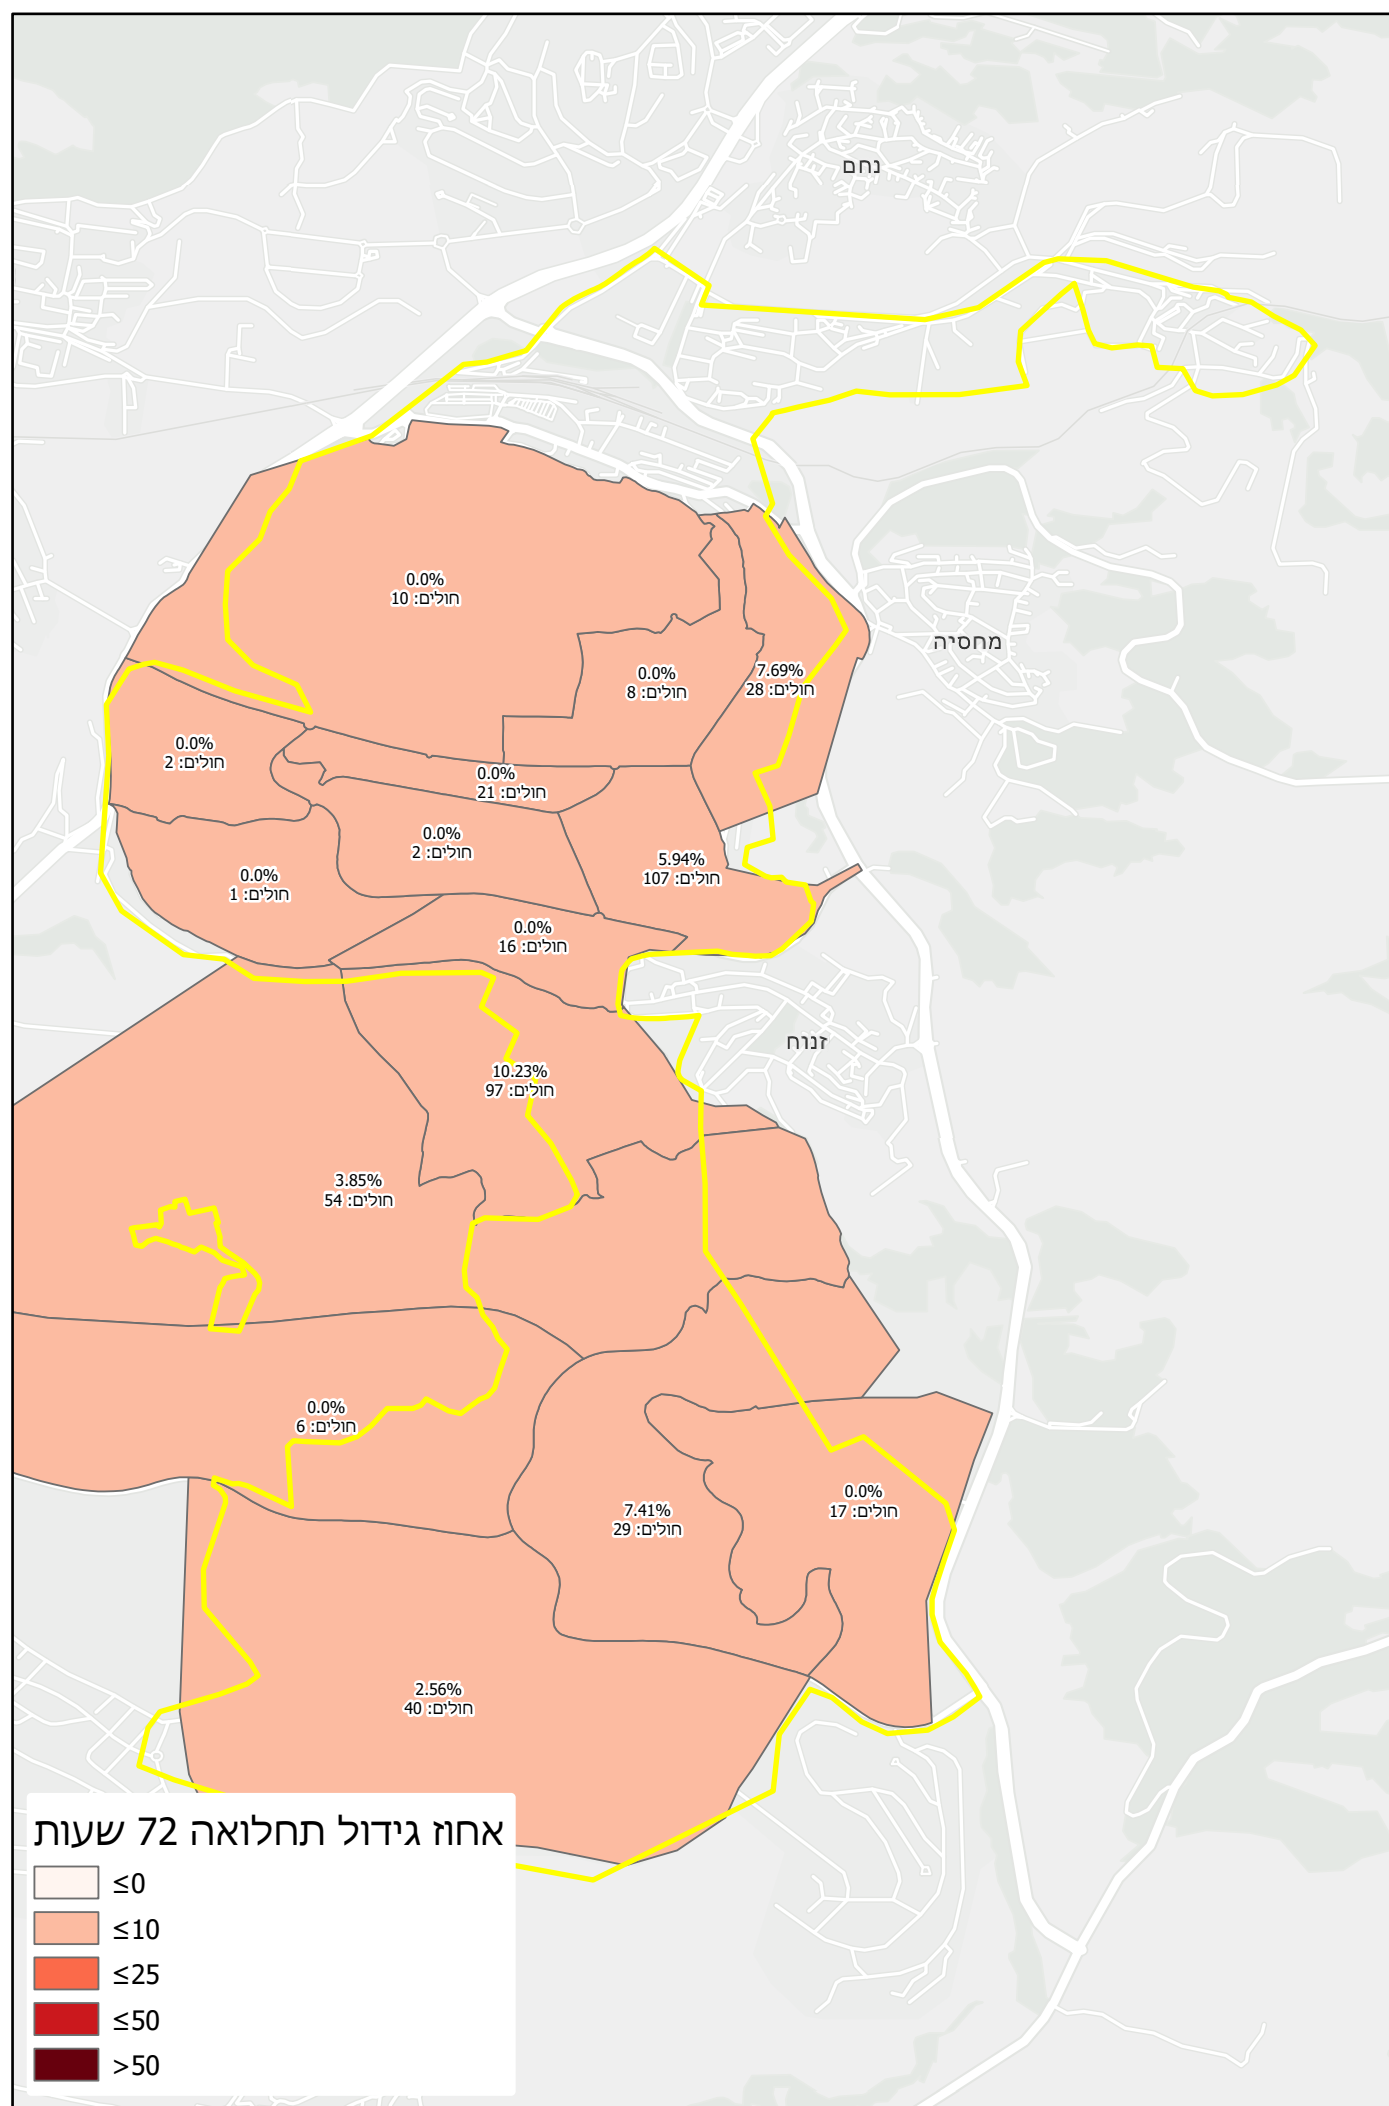 נחם
0.0%
חולים: 10
מחסיה
0.0%
חולים: 8
7.69%
חולים: 28
0.0%
חולים: 2
0.0%
חולים: 21
0.0%
חולים: 2
5.94%
חולים: 107
0.0%
חולים: 1
0.0%
חולים: 16
זנוח
10.23%
חולים: 97
3.85%
חולים: 54
0.0%
חולים: 6
0.0%
חולים: 17
7.41%
חולים: 29
2.56%
חולים: 40
אחוז גידול תחלואה 72 שעות
≤0
≤10
≤25
≤50
>50